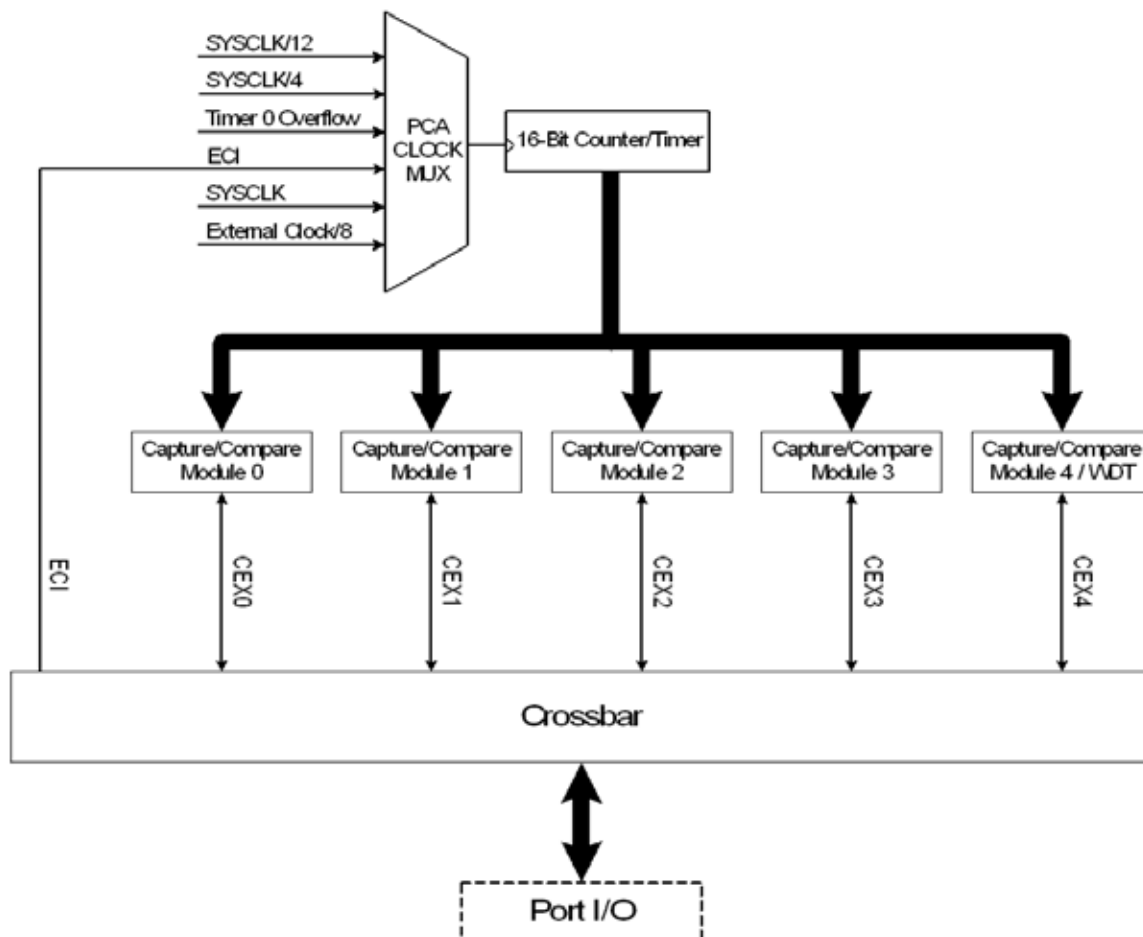 SYSCLK/12
SYSCLK/4
Timer 0 Overflow
ECI
SYSCLK
External Clock/8
PCA
CLOCK
MUX
16-Bit Counter/Timer
Capture/Compare
Module 0
Capture/Compare
Module 1
Capture/Compare
Module 2
Capture/Compare
Module 3
Capture/Compare
Module 4 / WDT
ECI
CEX0
CEX1
CEX2
CEX3
CEX4
Crossbar
Port I/O